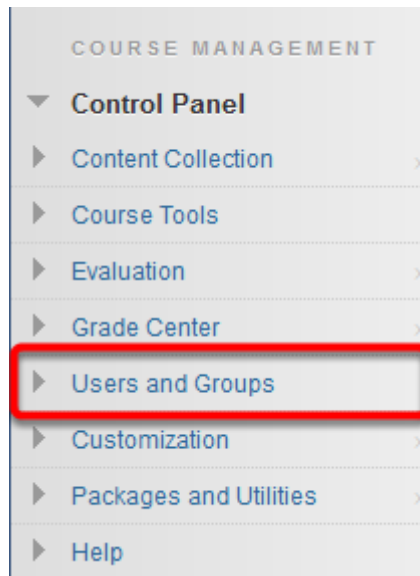 COURSE MANAGEMENT
Control Panel
Content Collection
Course Tools
Evaluation
Grade Center
Users and Groups
Customization
Packages and Utilities
Help